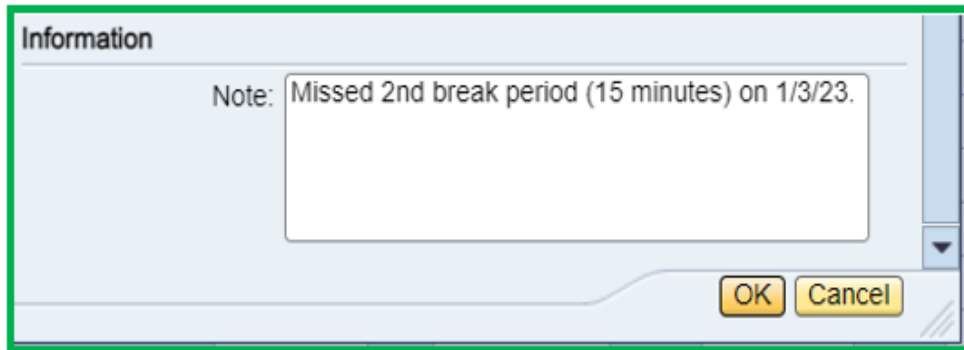 Information
Note: Missed 2nd break period (15 minutes) on 1/3/23.
OK Cancel